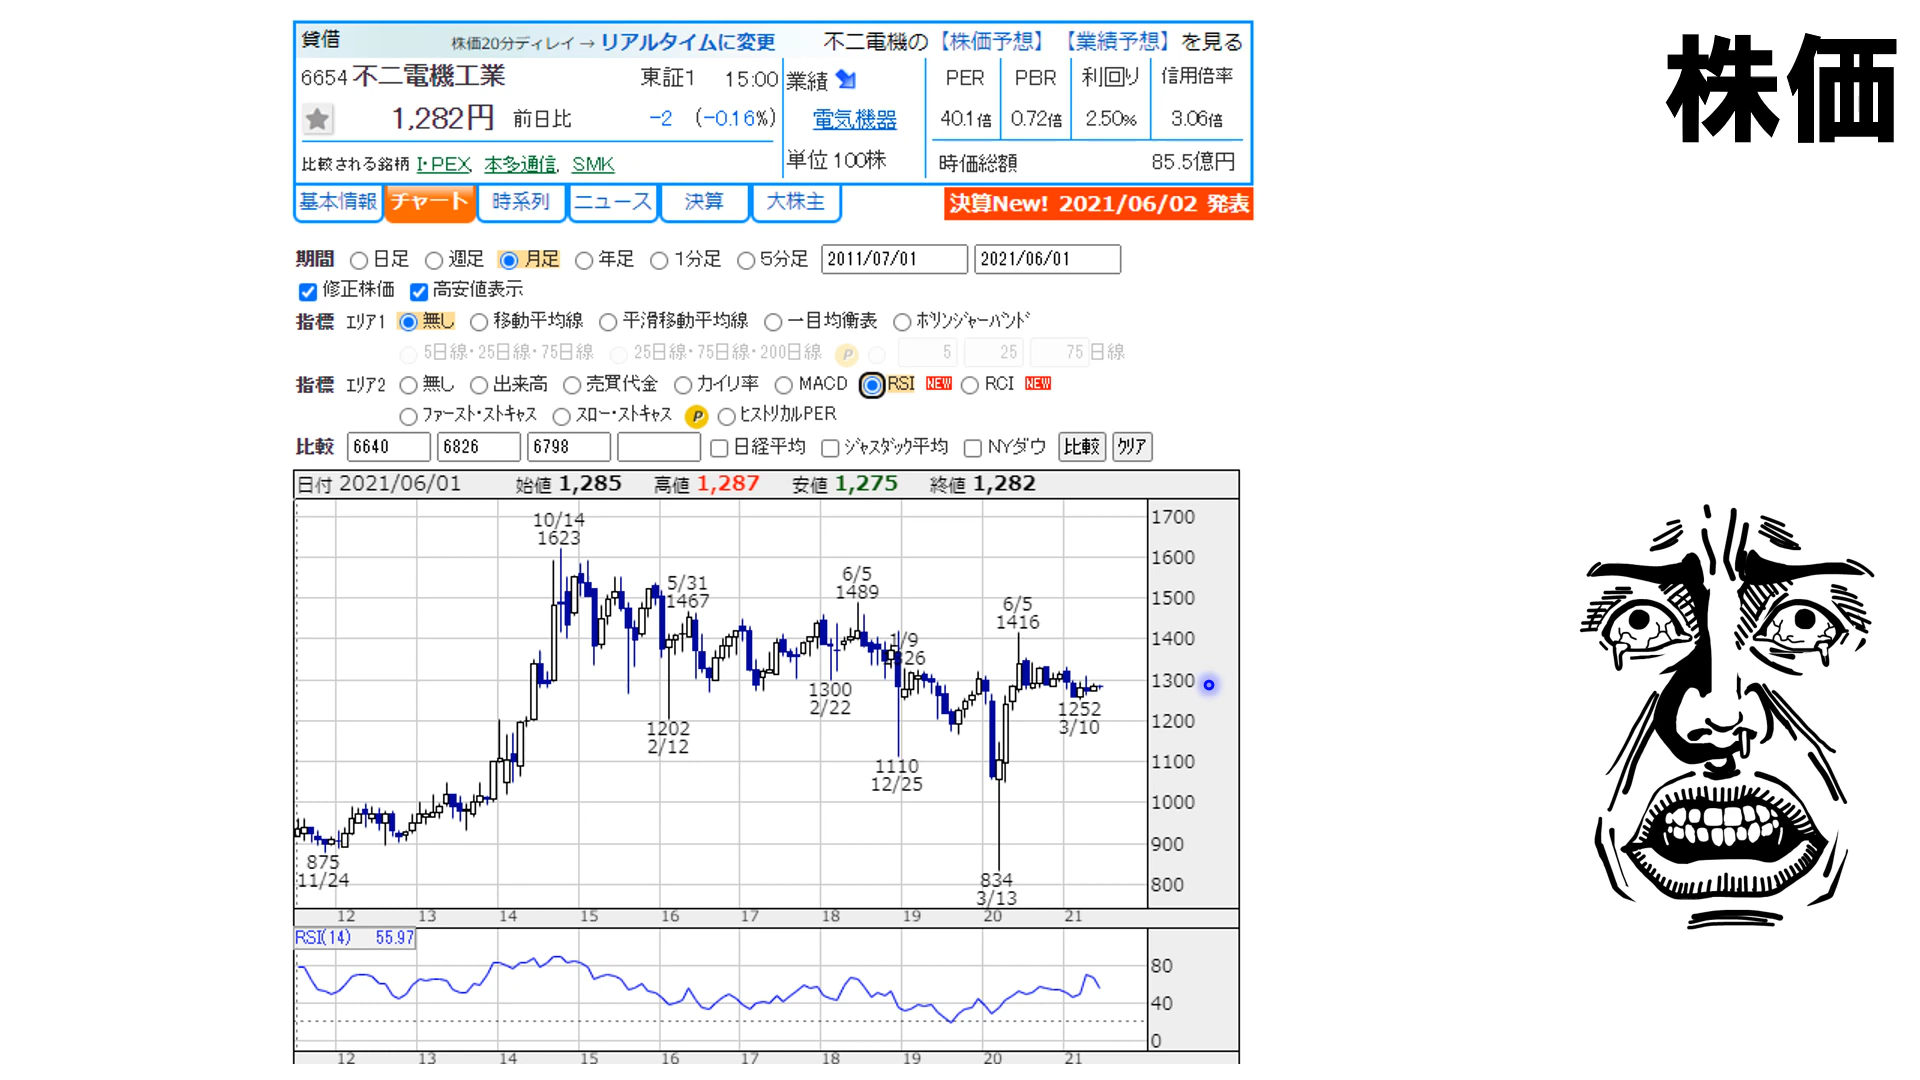 株価
貸借 株価20分ディレイ → リアルタイムに変更 不二電機の【株価予想】【業績予想】を見る
6654 不二電機工業 東証1 15:00 業績 PER PBR 利回り 信用倍率
1,282円 前日比 -2 (-0.16%) 電気機器 40.1倍 0.72倍 2.50% 3.06倍
比較される銘柄 I・PEX, 本多通信, SMK 単位 100株 時価総額 85.5億円
基本情報 チャート 時系列 ニュース 決算 大株主 決算New! 2021/06/02 発表
期間 日足 週足 月足 年足 1分足 5分足 2011/07/01 2021/06/01
修正株価 高安値表示
指標 エリア1 無し 移動平均線 平滑移動平均線 一目均衡表 ボリンジャーバンド
5日線・25日線・75日線 25日線・75日線・200日線 P 5 25 75 日線
指標 エリア2 無し 出来高 売買代金 カイリ率 MACD RSI NEW RCI NEW
ファースト・ストキャス スロー・ストキャス P ヒストリカルPER
比較 6640 6826 6798 日経平均 ジャスダック平均 NYダウ 比較 クリア
日付 2021/06/01 始値 1,285 高値 1,287 安値 1,275 終値 1,282
1700
10/14
1623
1600
6/5
1489
5/31
1467
1500
6/5
1416
1400
1/9
1300
1300
2/22
1252
3/10
1200
1202
2/12
1110
12/25
1100
1000
900
875
11/24
834
3/13
800
12 13 14 15 16 17 18 19 20 21
RSI(14) 55.97
80
40
0
12 13 14 15 16 17 18 19 20 21